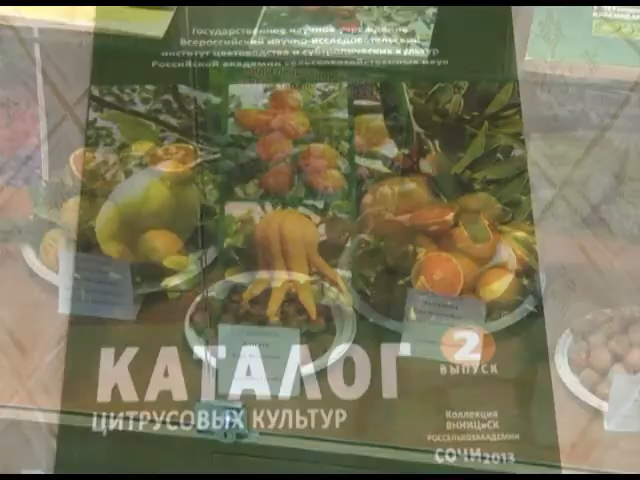 Государственное научное учреждение
Всероссийский научно-исследовательский
институт цветоводства и субтропических культур
Российской академии сельскохозяйственных наук
КАТАЛОГ
ЦИТРУСОВЫХ КУЛЬТУР
2
ВЫПУСК
Коллекция
ВНИИЦиСК
РОССЕЛЬХОЗАКАДЕМИИ
СОЧИ 2013